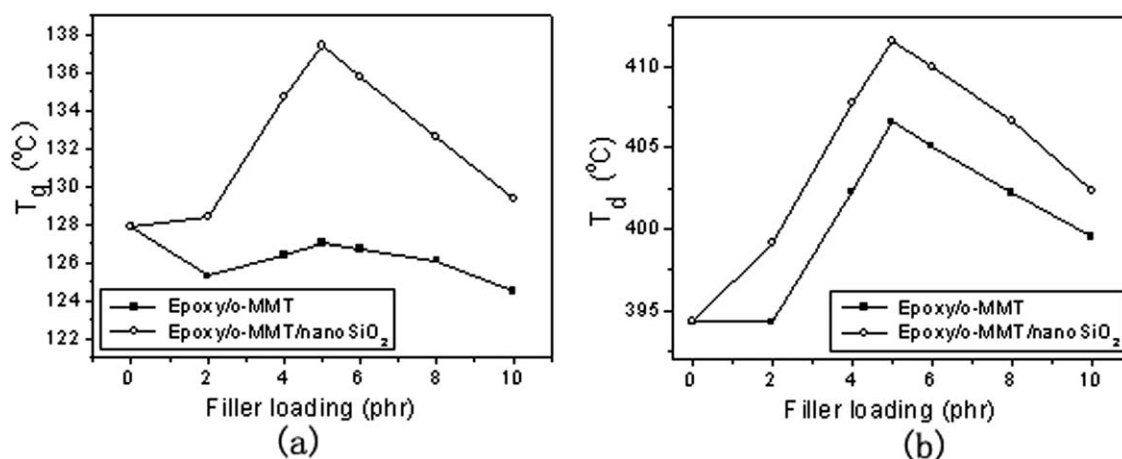 T_g (°C)
138
136
134
132
130
128
126
124
122
Epoxy/o-MMT
Epoxy/o-MMT/nano SiO₂
0 2 4 6 8 10
Filler loading (phr)
(a)
T_d (°C)
410
405
400
395
Epoxy/o-MMT
Epoxy/o-MMT/nano SiO₂
0 2 4 6 8 10
Filler loading (phr)
(b)